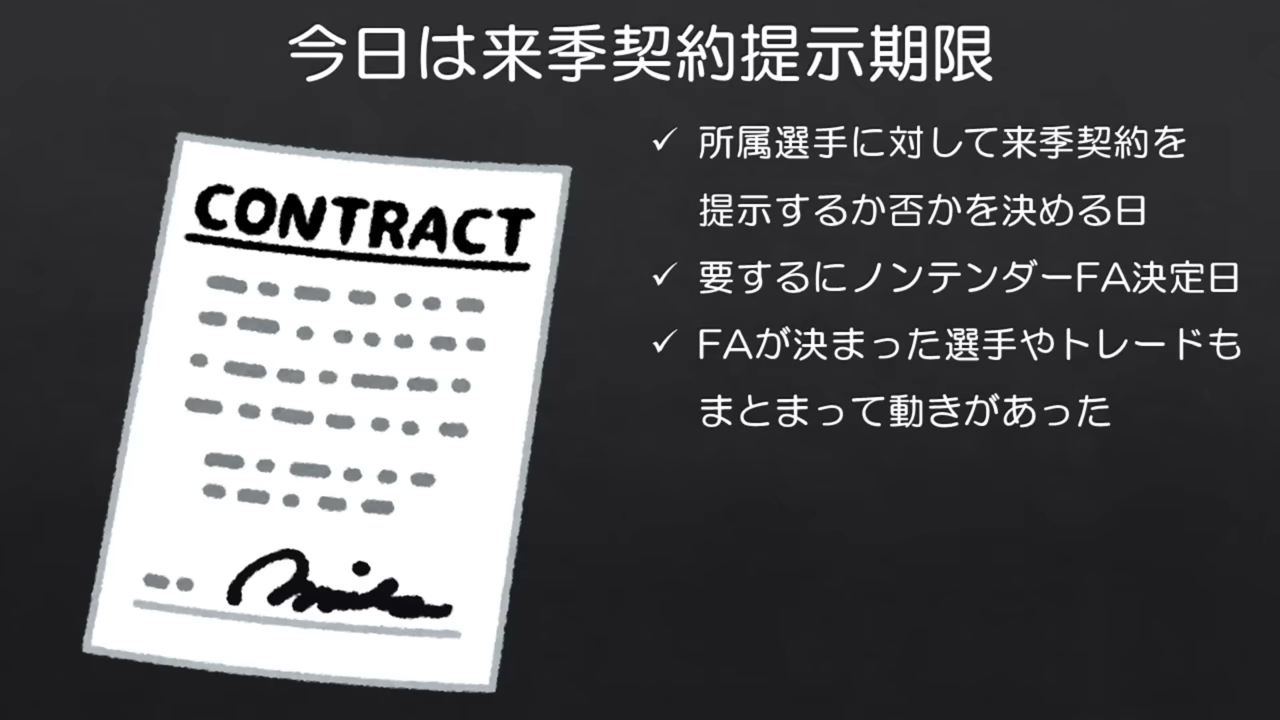 今日は来季契約提示期限
CONTRACT
✓ 所属選手に対して来季契約を
提示するか否かを決める日
✓ 要するにノンテンダーFA決定日
✓ FAが決まった選手やトレードも
まとまって動きがあった